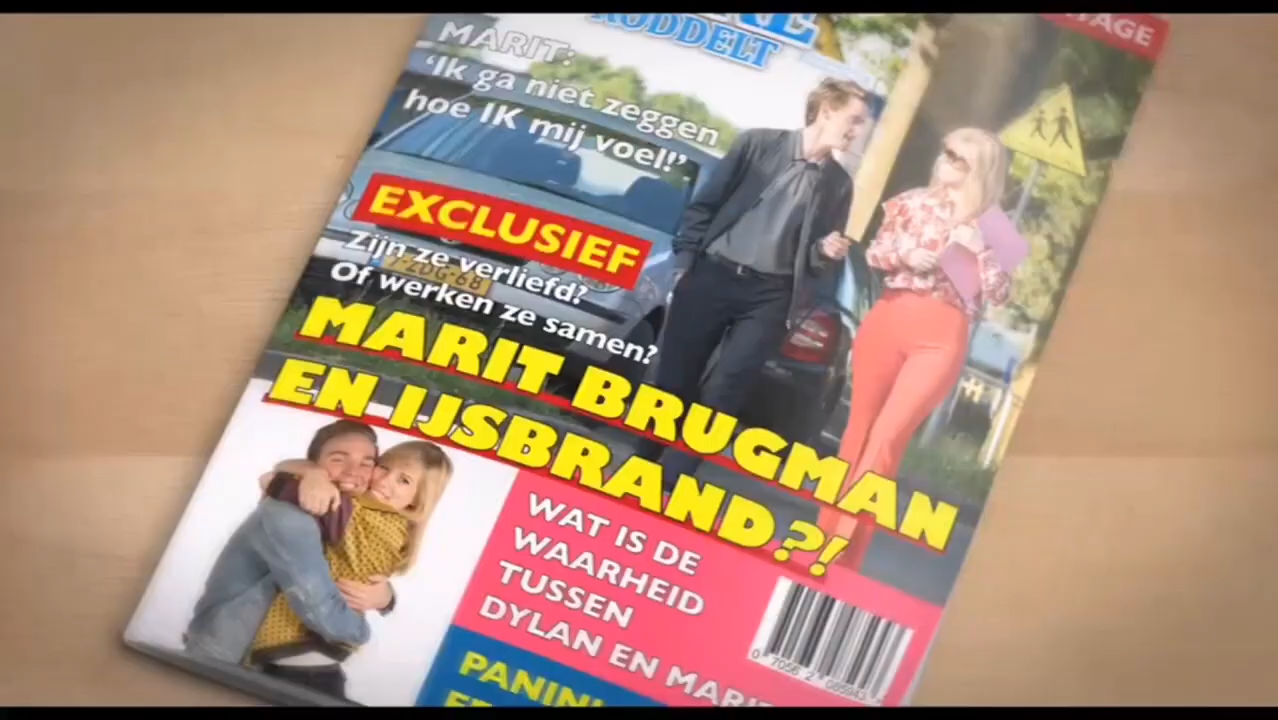 RODDELT
MARIT:
'Ik ga niet zeggen
hoe IK mij voel!'
EXCLUSIEF
Zijn ze verliefd?
Of werken ze samen?
MARIT BRUGMAN
EN IJSBRAND?!
WAT IS DE
WAARHEID
TUSSEN
DYLAN EN MARIT